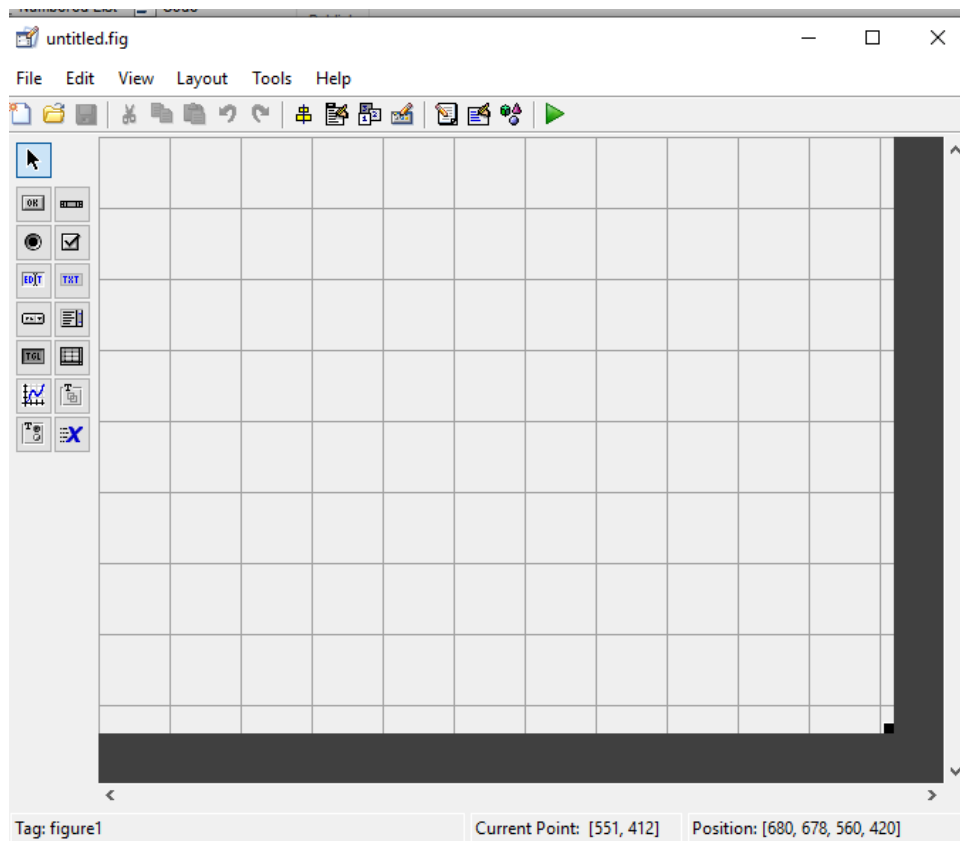 untitled.fig
File Edit View Layout Tools Help
OK
EDIT TXT
TGL
T
T X
Tag: figure1 Current Point: [551, 412] Position: [680, 678, 560, 420]